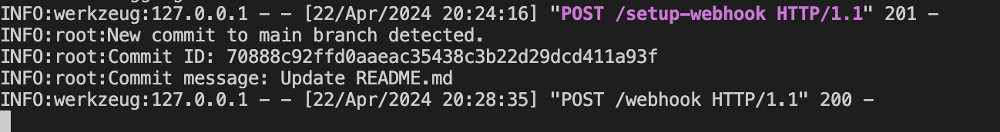 INFO:werkzeug:127.0.0.1 - - [22/Apr/2024 20:24:16] "POST /setup-webhook HTTP/1.1" 201 -
INFO:root:New commit to main branch detected.
INFO:root:Commit ID: 70888c92ffd0aaeac35438c3b22d29dcd411a93f
INFO:root:Commit message: Update README.md
INFO:werkzeug:127.0.0.1 - - [22/Apr/2024 20:28:35] "POST /webhook HTTP/1.1" 200 -